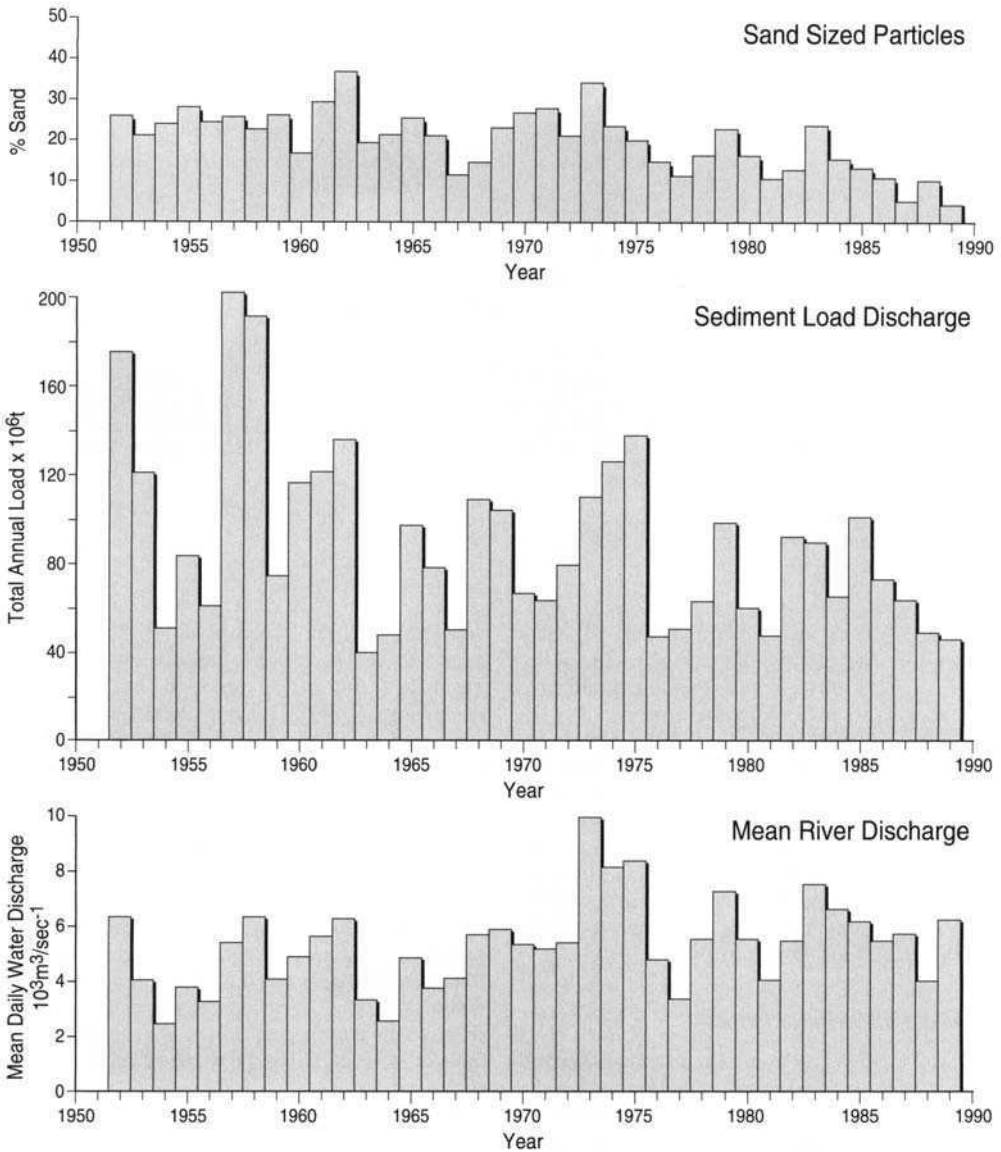 Sand Sized Particles
% Sand
50
40
30
20
10
0
1950 1955 1960 1965 1970 1975 1980 1985 1990
Year
Sediment Load Discharge
Total Annual Load x 10⁶t
200
160
120
80
40
0
1950 1955 1960 1965 1970 1975 1980 1985 1990
Year
Mean River Discharge
Mean Daily Water Discharge
10³m³/sec⁻¹
10
8
6
4
2
0
1950 1955 1960 1965 1970 1975 1980 1985 1990
Year